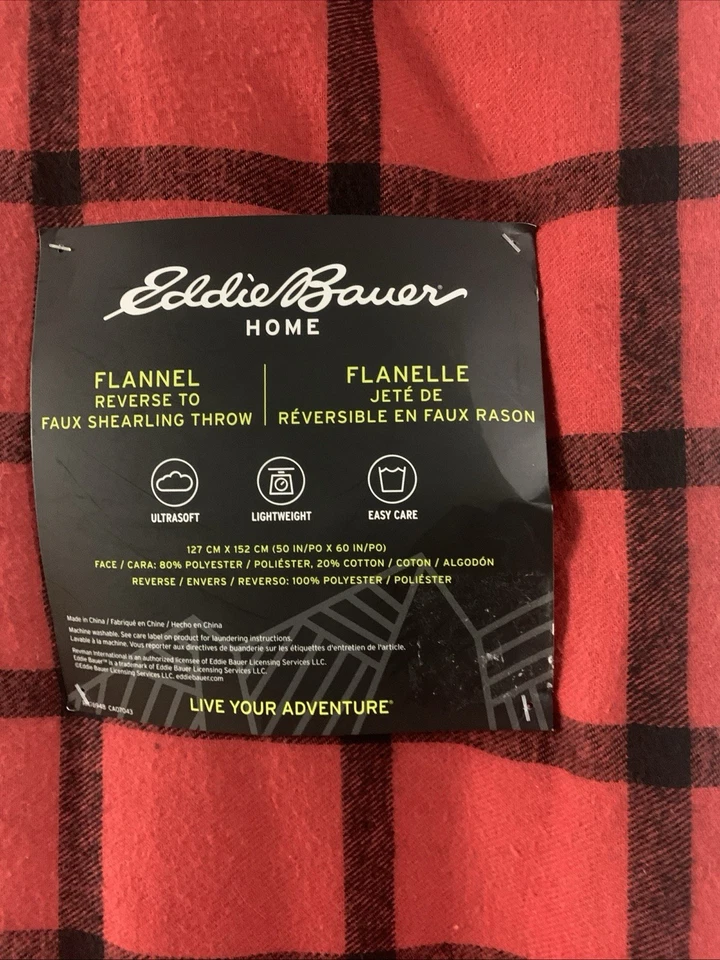 Eddie Bauer
HOME
FLANNEL
REVERSE TO
FAUX SHEARLING THROW
FLANELLE
JETÉ DE
RÉVERSIBLE EN FAUX RASON
ULTRASOFT
LIGHTWEIGHT
EASY CARE
127 CM X 152 CM (50 IN/PO X 60 IN/PO)
FACE / CARA: 80% POLYESTER / POLIÉSTER, 20% COTTON / COTON / ALGODÓN
REVERSE / ENVERS / REVERSO: 100% POLYESTER / POLIÉSTER
Made in China / Fabriqué en Chine / Hecho en China
Machine washable. See care label on product for laundering instructions.
Lavable à la machine. Vous reporter aux directives de buanderie sur les étiquettes d'entretien de l'article.
Revman International is an authorized licensee of Eddie Bauer Licensing Services LLC.
Eddie Bauer™ is a trademark of Eddie Bauer Licensing Services LLC.
©Eddie Bauer Licensing Services LLC. eddiebauer.com
CA07043
LIVE YOUR ADVENTURE®